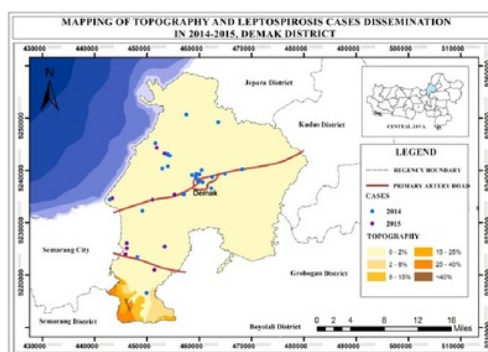 MAPPING OF TOPOGRAPHY AND LEPTOSPIROSIS CASES DISSEMINATION
IN 2014-2015, DEMAK DISTRICT
430000 440000 450000 460000 470000 480000 490000 500000 510000
N
Jepara District
Kudus District
CENTRAL JAVA
LEGEND
REGENCY BOUNDARY
PRIMARY ARTERY ROAD
CASES
2014
2015
TOPOGRAPHY
0 - 2%
15 - 25%
2 - 8%
25 - 40%
8 - 15%
<40%
Demak
Semarang City
Grobogan District
Semarang District
Boyolali District
0 2 4 8 12 16
Miles
430000 440000 450000 460000 470000 480000 490000 500000 510000